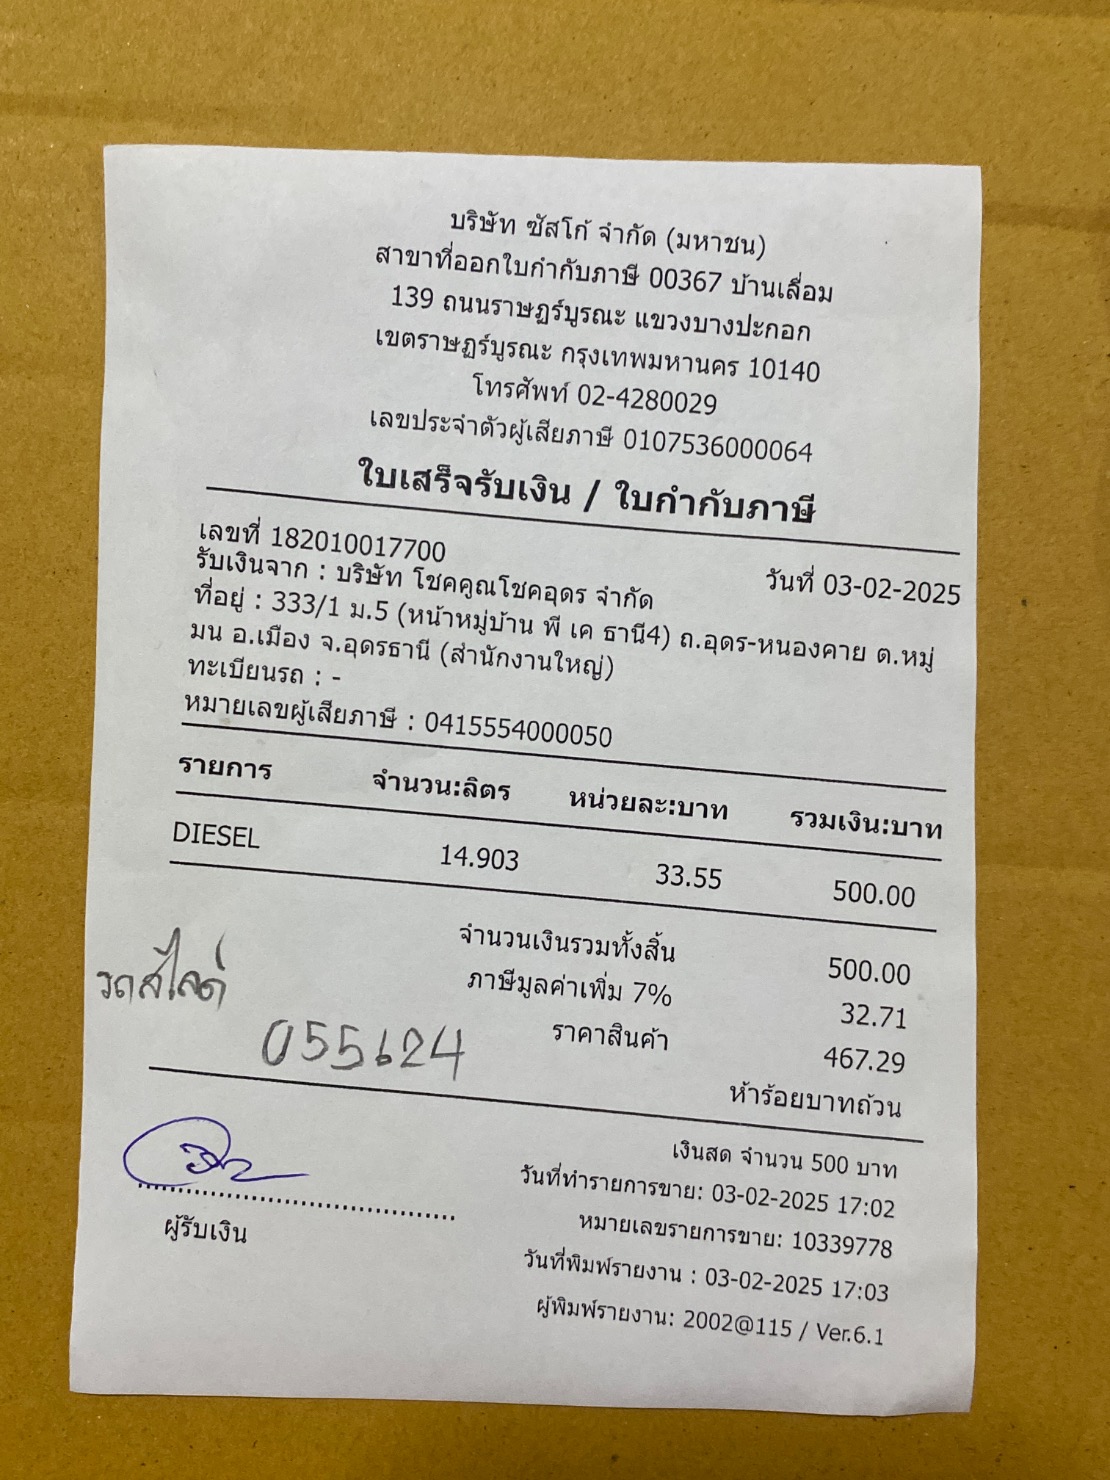 บริษัท ซัสโก้ จำกัด (มหาชน)
สาขาที่ออกใบกำกับภาษี 00367 บ้านเลื่อม
139 ถนนราษฏร์บูรณะ แขวงบางปะกอก
เขตราษฏร์บูรณะ กรุงเทพมหานคร 10140
โทรศัพท์ 02-4280029
เลขประจำตัวผู้เสียภาษี 0107536000064
ใบเสร็จรับเงิน / ใบกำกับภาษี
เลขที่ 182010017700
วันที่ 03-02-2025
รับเงินจาก : บริษัท โชคคูณโชคอุดร จำกัด
ที่อยู่ : 333/1 ม.5 (หน้าหมู่บ้าน พี เค ธานี4) ถ.อุดร-หนองคาย ต.หมู่
มน อ.เมือง จ.อุดรธานี (สำนักงานใหญ่)
ทะเบียนรถ : -
หมายเลขผู้เสียภาษี : 0415554000050
รายการ จำนวน:ลิตร หน่วยละ:บาท รวมเงิน:บาท
DIESEL 14.903 33.55 500.00
จำนวนเงินรวมทั้งสิ้น 500.00
ภาษีมูลค่าเพิ่ม 7% 32.71
ราคาสินค้า 467.29
ห้าร้อยบาทถ้วน
รถสไลด์
055624
เงินสด จำนวน 500 บาท
วันที่ทำรายการขาย: 03-02-2025 17:02
หมายเลขรายการขาย: 10339778
วันที่พิมพ์รายงาน : 03-02-2025 17:03
ผู้พิมพ์รายงาน: 2002@115 / Ver.6.1
ผู้รับเงิน